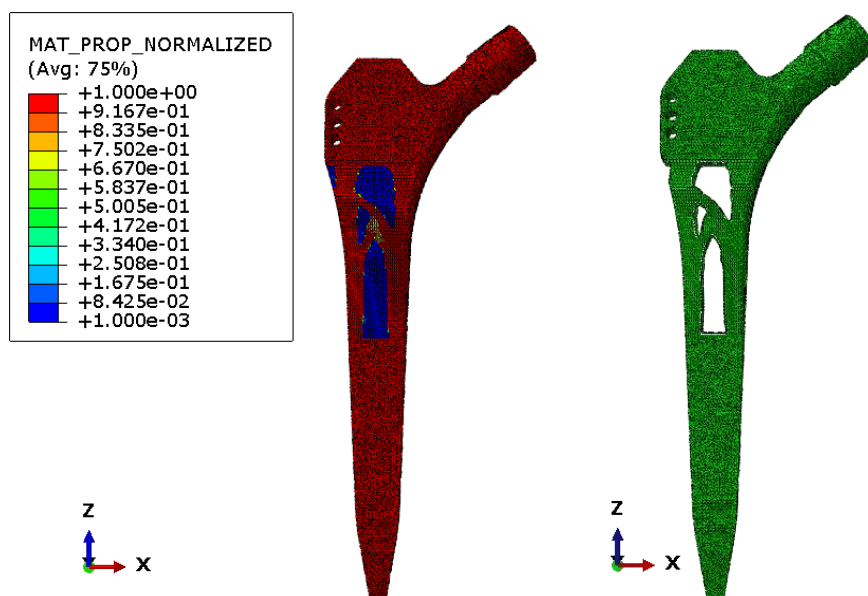 MAT_PROP_NORMALIZED
(Avg: 75%)
+1.000e+00
+9.167e-01
+8.335e-01
+7.502e-01
+6.670e-01
+5.837e-01
+5.005e-01
+4.172e-01
+3.340e-01
+2.508e-01
+1.675e-01
+8.425e-02
+1.000e-03
Z
X
Z
X